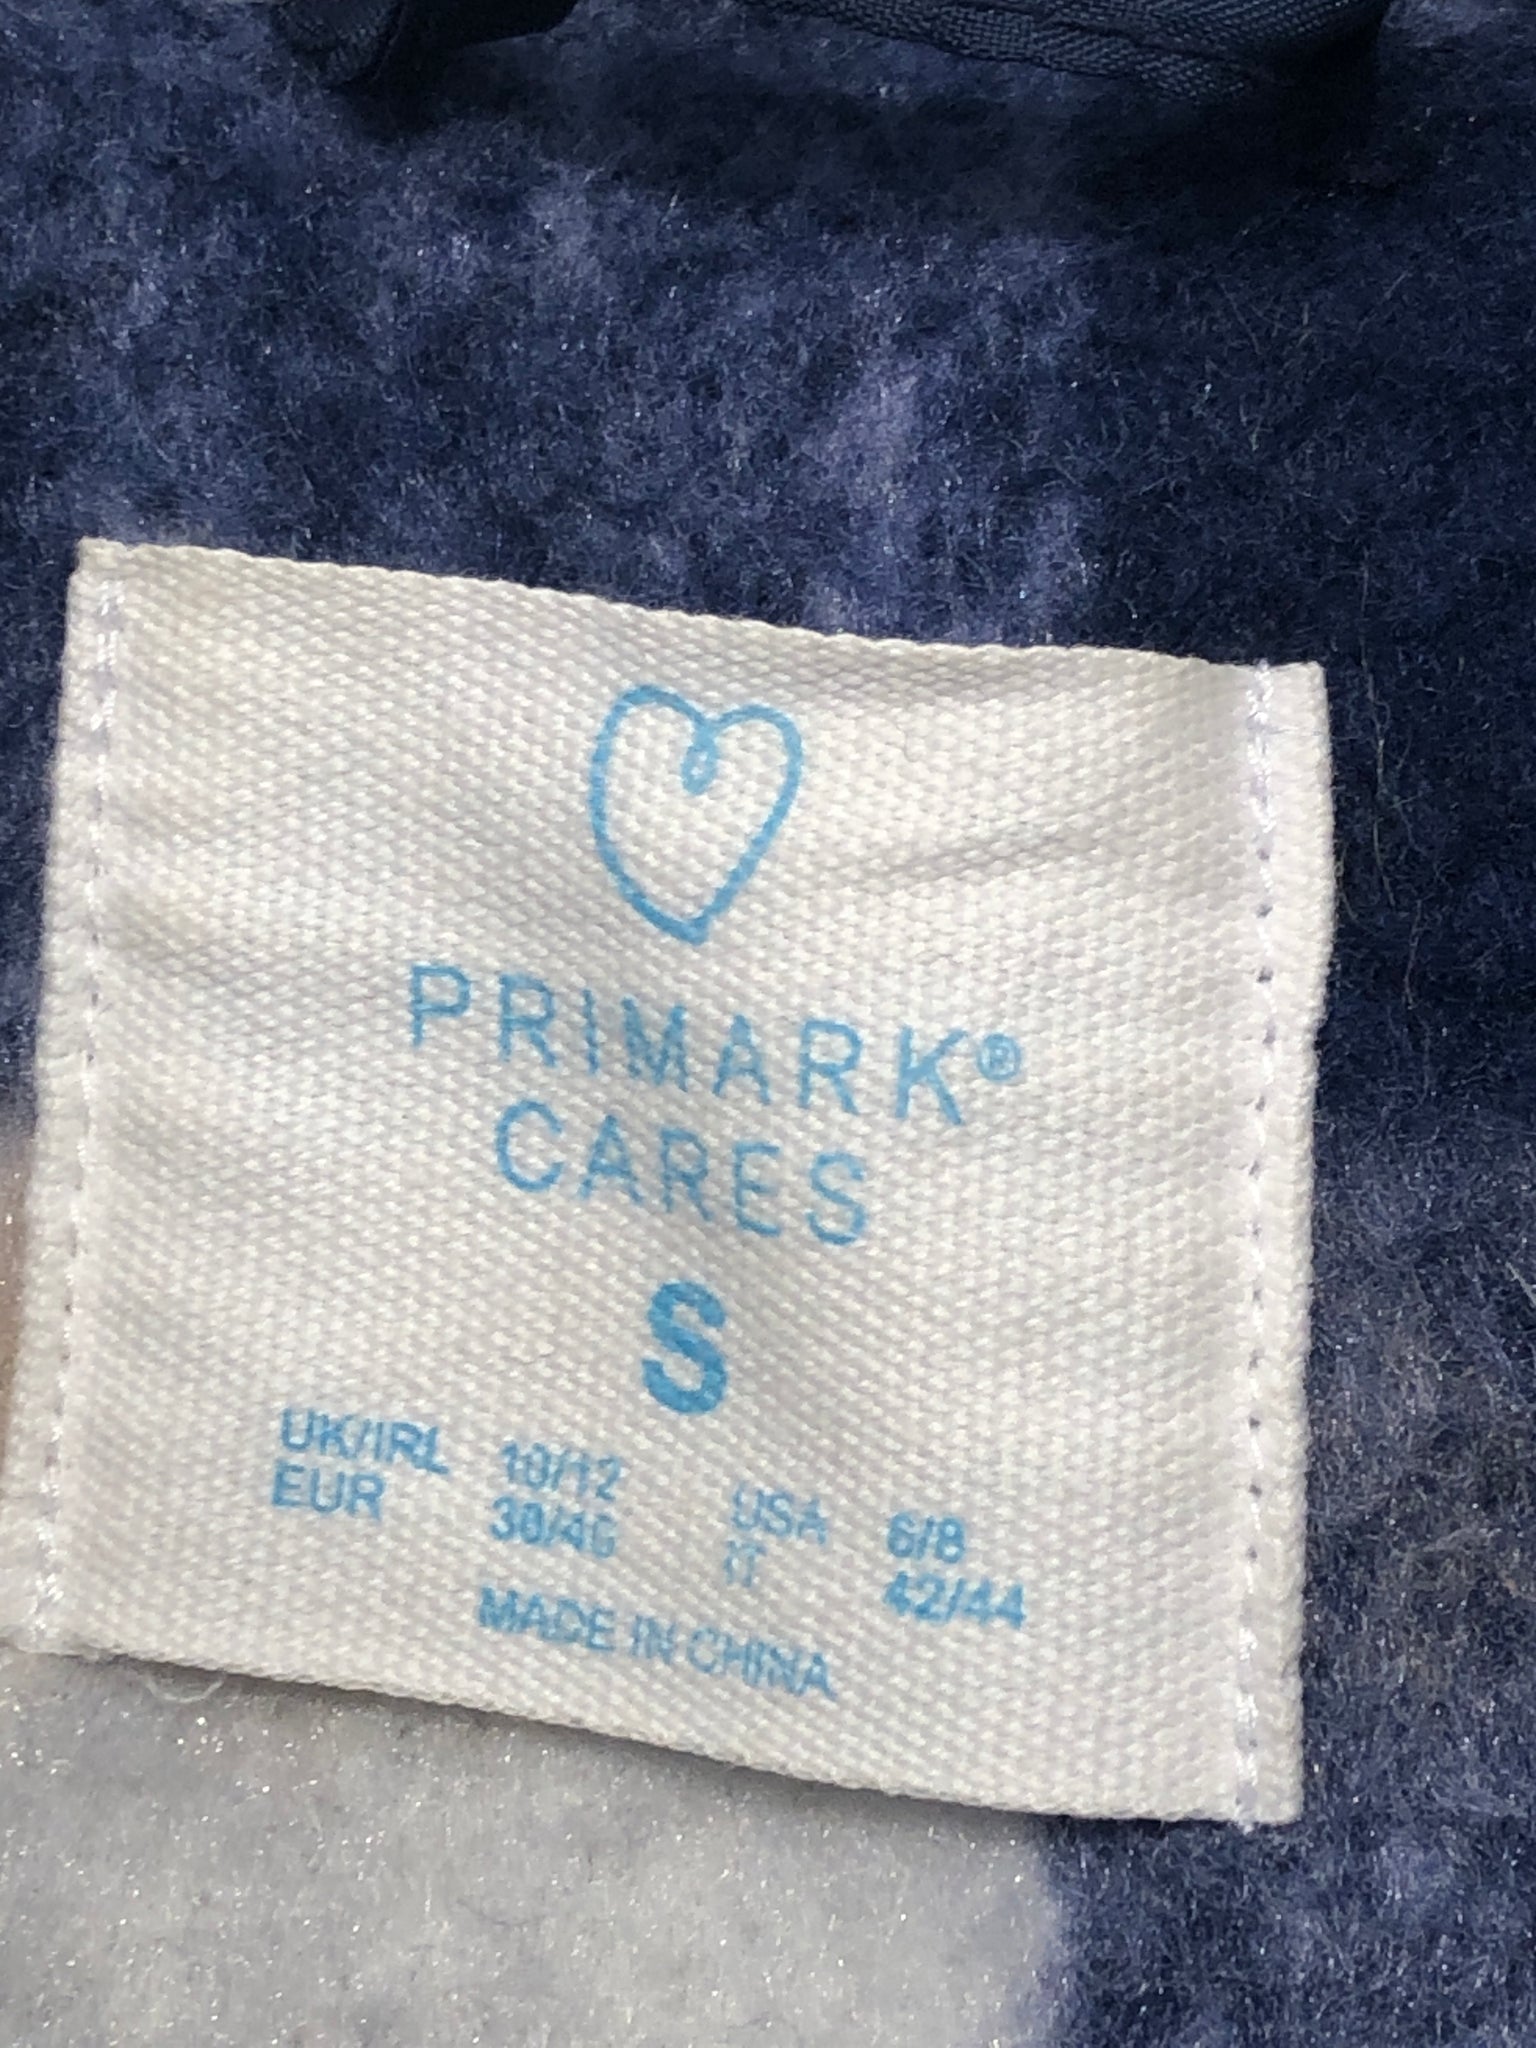 PRIMARK®
CARES
S
UK/IRL 10/12 USA 6/8
EUR 38/40 IT 42/44
MADE IN CHINA